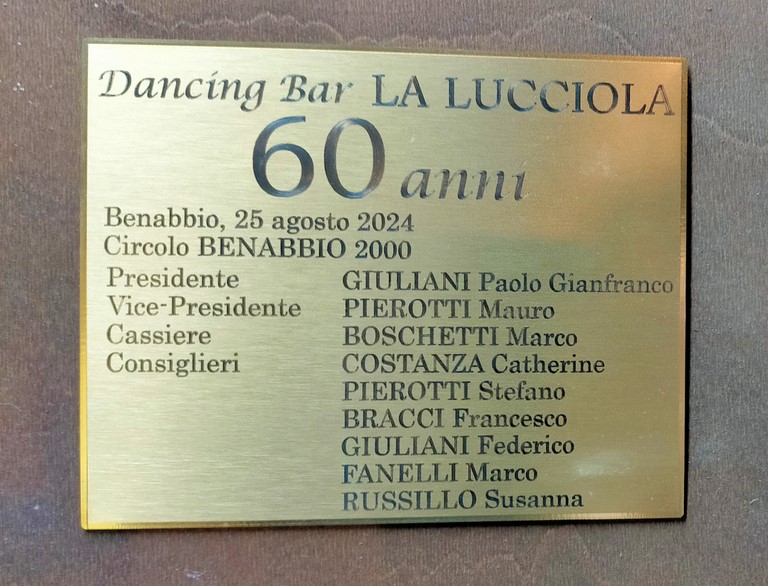 Dancing Bar LA LUCCIOLA
60 anni
Benabbio, 25 agosto 2024
Circolo BENABBIO 2000
Presidente GIULIANI Paolo Gianfranco
Vice-Presidente PIEROTTI Mauro
Cassiere BOSCHETTI Marco
Consiglieri COSTANZA Catherine
PIEROTTI Stefano
BRACCI Francesco
GIULIANI Federico
FANELLI Marco
RUSSILLO Susanna